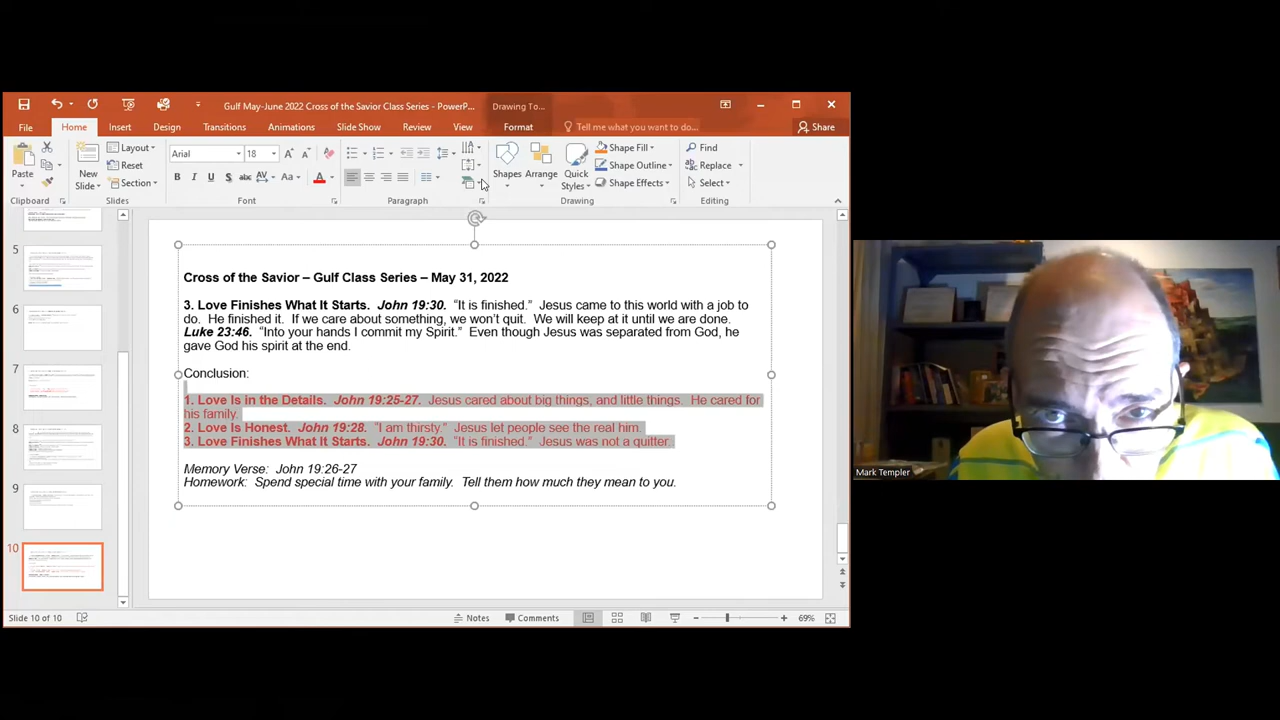 Gulf May-June 2022 Cross of the Savior Class Series - PowerP...
Drawing To...
File Home Insert Design Transitions Animations Slide Show Review View Format Tell me what you want to do... Share
Paste
New Slide
Layout
Reset
Section
Arial 18
B I U S abc AV Aa A
Shapes
Arrange
Quick Styles
Shape Fill
Shape Outline
Shape Effects
Find
Replace
Select
Clipboard Slides Font Paragraph Drawing Editing
5
6
7
8
9
10
Cross of the Savior – Gulf Class Series – May 31, 2022
3. Love Finishes What It Starts. John 19:30. “It is finished.” Jesus came to this world with a job to
do. He finished it. If we care about something, we won’t quit. We will keep at it until we are done.
Luke 23:46. “Into your hands I commit my Spirit.” Even though Jesus was separated from God, he
gave God his spirit at the end.
Conclusion:
1. Love Is in the Details. John 19:25-27. Jesus cared about big things, and little things. He cared for
his family.
2. Love Is Honest. John 19:28. “I am thirsty.” Jesus let people see the real him.
3. Love Finishes What It Starts. John 19:30. “It is finished.” Jesus was not a quitter.
Memory Verse: John 19:26-27
Homework: Spend special time with your family. Tell them how much they mean to you.
Mark Templer
Slide 10 of 10 Notes Comments 69%